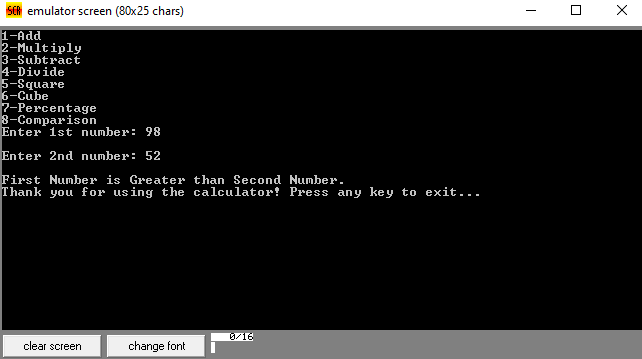 emulator screen (80x25 chars)
1-Add
2-Multiply
3-Subtract
4-Divide
5-Square
6-Cube
7-Percentage
8-Comparison
Enter 1st number: 98
Enter 2nd number: 52
First Number is Greater than Second Number.
Thank you for using the calculator! Press any key to exit...
clear screen
change font
0/16